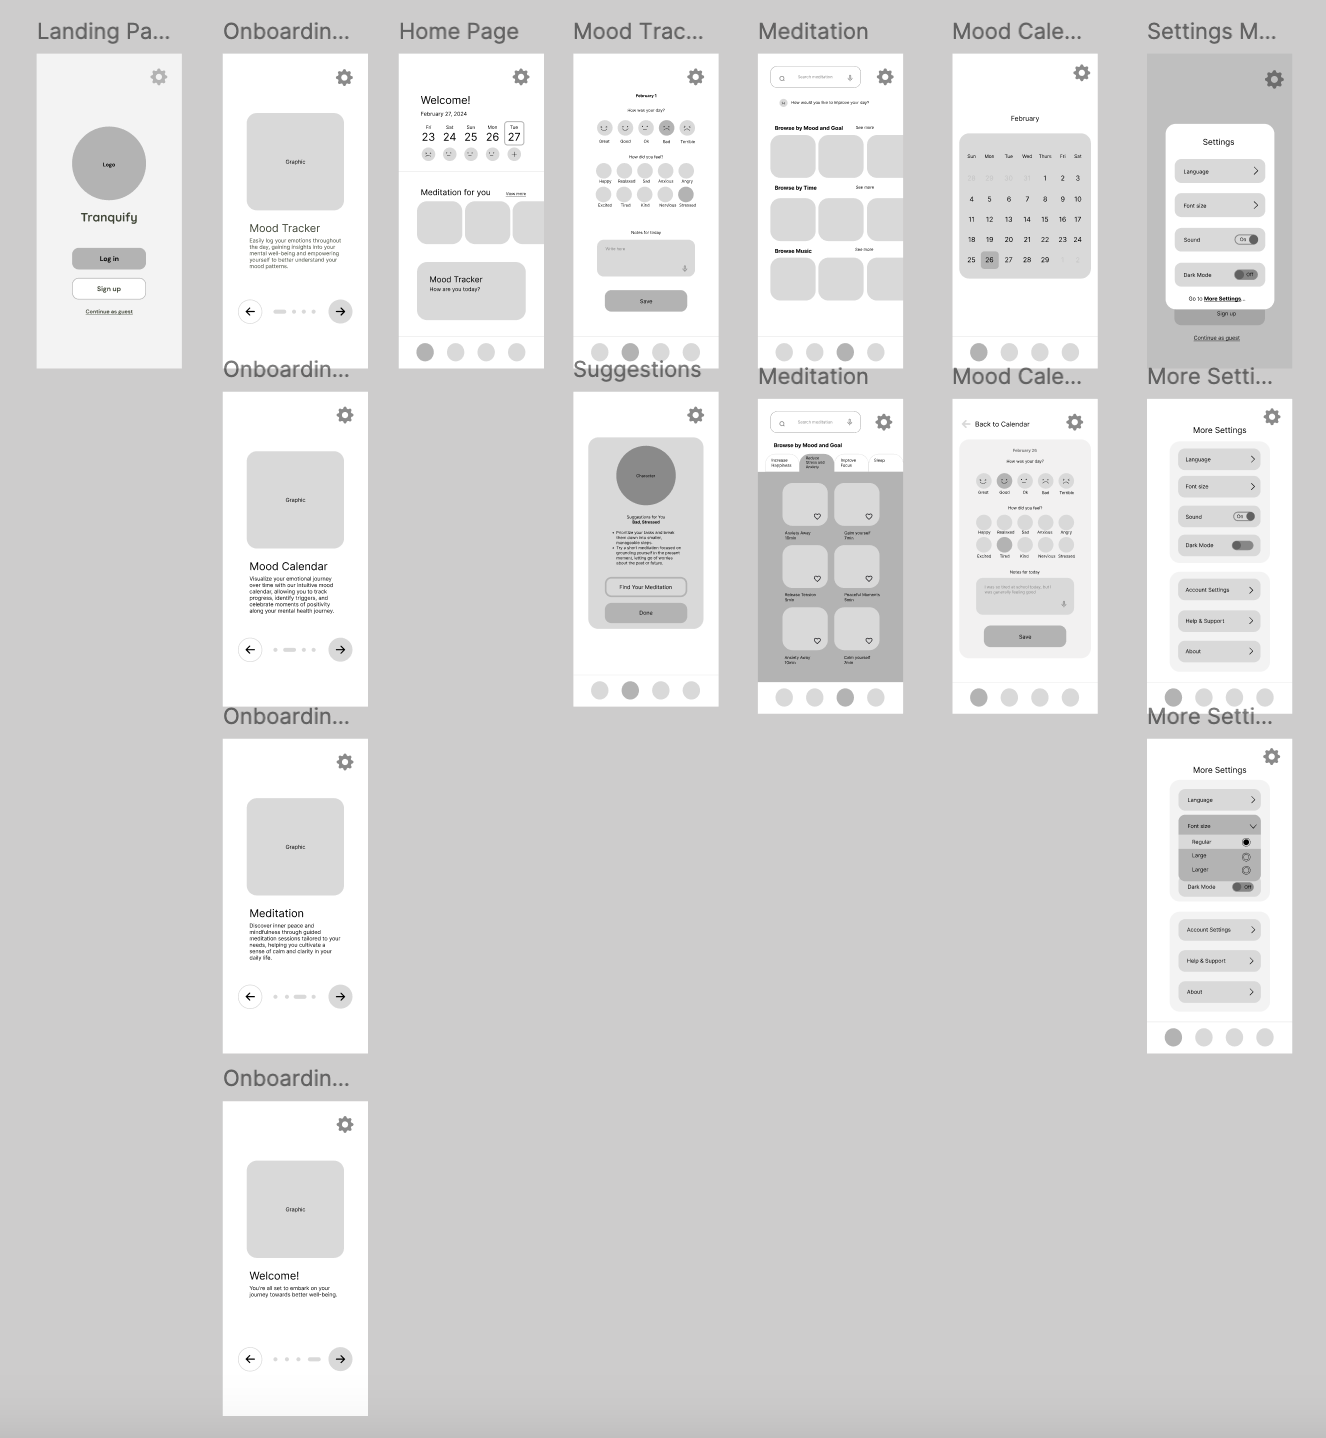 Landing Pa...
Logo
Tranquify
Log in
Sign up
Continue as guest
Onboardin...
Graphic
Mood Tracker
Easily log your emotions throughout
the day, gaining insights into your
mental well-being and empowering
yourself to better understand your
mood patterns.
Onboardin...
Graphic
Mood Calendar
Visualize your emotional journey
over time with our intuitive mood
calendar, allowing you to track
progress, identify triggers, and
celebrate moments of positivity
along your mental health journey.
Onboardin...
Graphic
Meditation
Discover inner peace and
mindfulness through guided
meditation sessions tailored to your
needs, helping you cultivate a
sense of calm and clarity in your
daily life.
Onboardin...
Graphic
Welcome!
You're all set to embark on your
journey towards better well-being.
Home Page
Welcome!
February 27, 2024
Fri Sat Sun Mon Tue
23 24 25 26 27
Meditation for you View more
Mood Tracker
How are you today?
Mood Trac...
February 1
How was your day?
Great Good Ok Bad Terrible
How did you feel?
Happy Realaxed Sad Anxious Angry
Excited Tired Kind Nervious Stressed
Notes for today
Write here
Save
Suggestions
Character
Suggestions for You
Bad, Stressed
Prioritize your tasks and break
them down into smaller,
manageable steps.
Try a short meditation focused on
grounding yourself in the present
moment, letting go of worries
about the past or future.
Find Your Meditation
Done
Meditation
Search meditation
How would you like to improve your day?
Browse by Mood and Goal See more
Browse by Time See more
Browse Music See more
Meditation
Search meditation
Browse by Mood and Goal
Increase
Happiness
Reduce
Stress and
Anxiety
Improve
Focus
Sleep
Anxiety Away
10min
Calm yourself
7min
Release Session
5min
Peaceful Moments
5min
Anxiety Away
10min
Calm yourself
7min
Mood Cale...
February
Sun Mon Tue Wed Thurs Fri Sat
28 29 30 31 1 2 3
4 5 6 7 8 9 10
11 12 13 14 15 16 17
18 19 20 21 22 23 24
25 26 27 28 29 1 2
Mood Cale...
Back to Calendar
February 26
How was your day?
Great Good Ok Bad Terrible
How did you feel?
Happy Realaxed Sad Anxious Angry
Excited Tired Kind Nervious Stressed
Notes for today
I was so tired at school today, but I
was generally feeling good!
Save
Settings M...
Settings
Language
Font size
Sound On
Dark Mode Off
Go to More Settings...
Sign up
Continue as guest
More Setti...
More Settings
Language
Font size
Sound On
Dark Mode
Account Settings
Help & Support
About
More Setti...
More Settings
Language
Font size
Regular
Large
Larger
Dark Mode Off
Account Settings
Help & Support
About